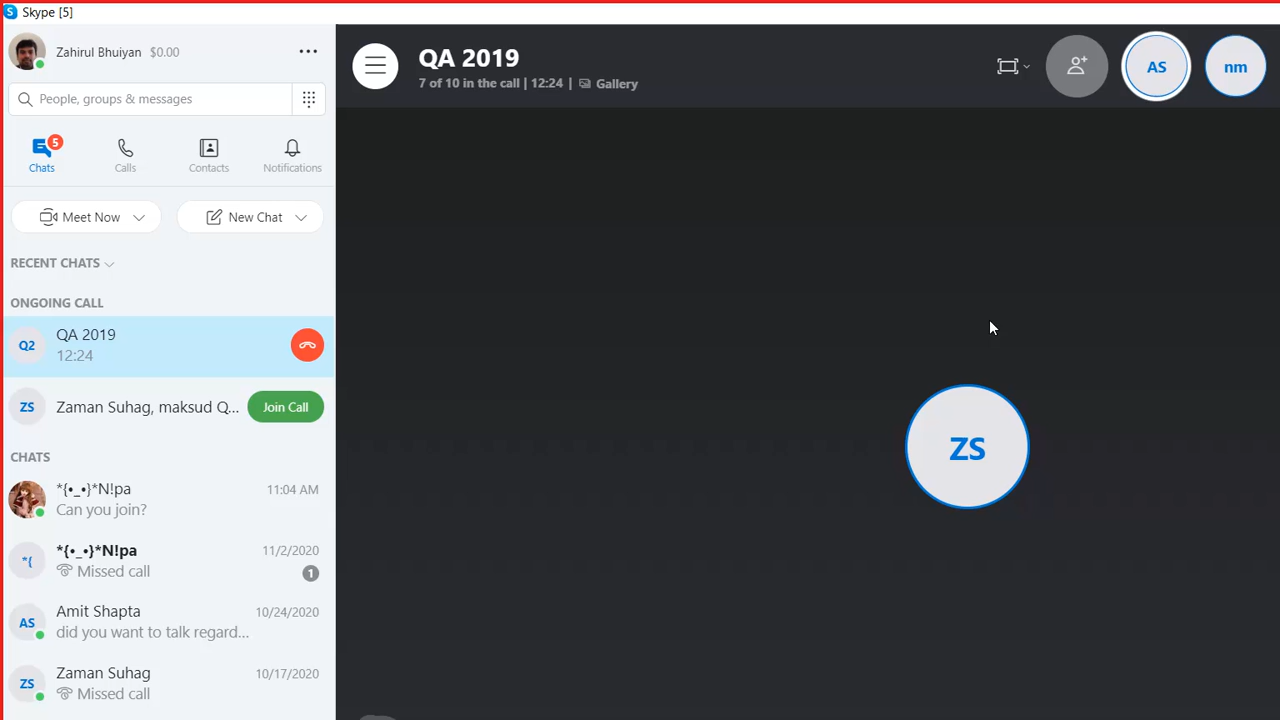 Skype [5]
Zahirul Bhuiyan $0.00
People, groups & messages
5
Chats Calls Contacts Notifications
Meet Now New Chat
RECENT CHATS
ONGOING CALL
Q2 QA 2019
12:24
ZS Zaman Suhag, maksud Q... Join Call
CHATS
*{•_•}*N!pa 11:04 AM
Can you join?
*{ *{•_•}*N!pa 11/2/2020
Missed call 1
AS Amit Shapta 10/24/2020
did you want to talk regard...
ZS Zaman Suhag 10/17/2020
Missed call
QA 2019
7 of 10 in the call | 12:24 | Gallery
AS nm
ZS